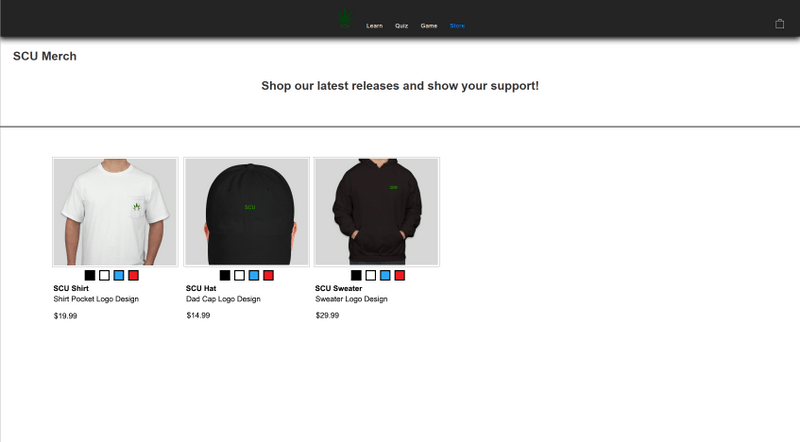 Learn Quiz Game Store
SCU Merch
Shop our latest releases and show your support!
SCU
SCU Shirt SCU Hat SCU Sweater
Shirt Pocket Logo Design Dad Cap Logo Design Sweater Logo Design
$19.99 $14.99 $29.99